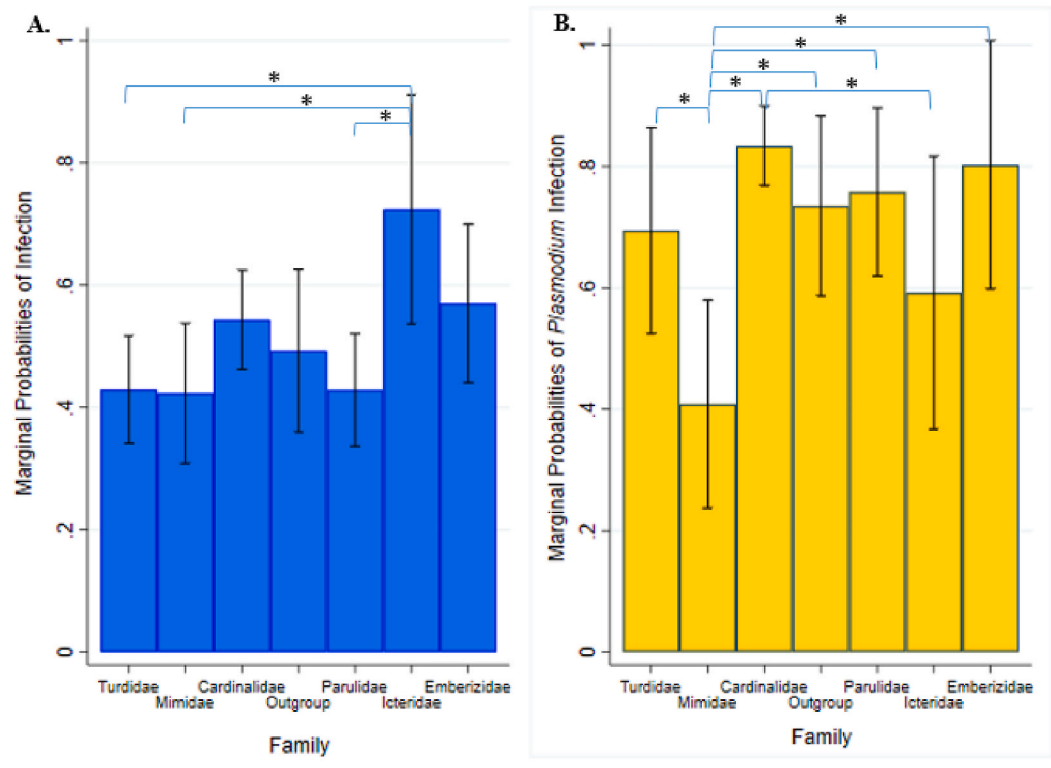 A.
*
*
*
Marginal Probabilities of Infection
1
.8
.6
.4
.2
0
Turdidae
Mimidae
Cardinalidae
Outgroup
Parulidae
Icteridae
Emberizidae
Family
B.
*
*
*
*
*
*
Marginal Probabilities of Plasmodium Infection
1
.8
.6
.4
.2
0
Turdidae
Mimidae
Cardinalidae
Outgroup
Parulidae
Icteridae
Emberizidae
Family